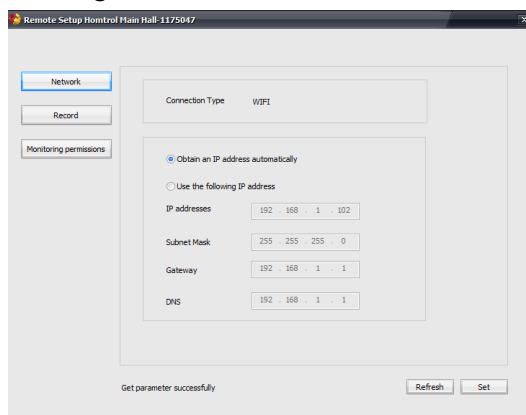 Remote Setup Homtrol Main Hall-1175047
Network
Record
Monitoring permissions
Connection Type WIFI
Obtain an IP address automatically
Use the following IP address
IP addresses 192 . 168 . 1 . 102
Subnet Mask 255 . 255 . 255 . 0
Gateway 192 . 168 . 1 . 1
DNS 192 . 168 . 1 . 1
Get parameter successfully
Refresh Set